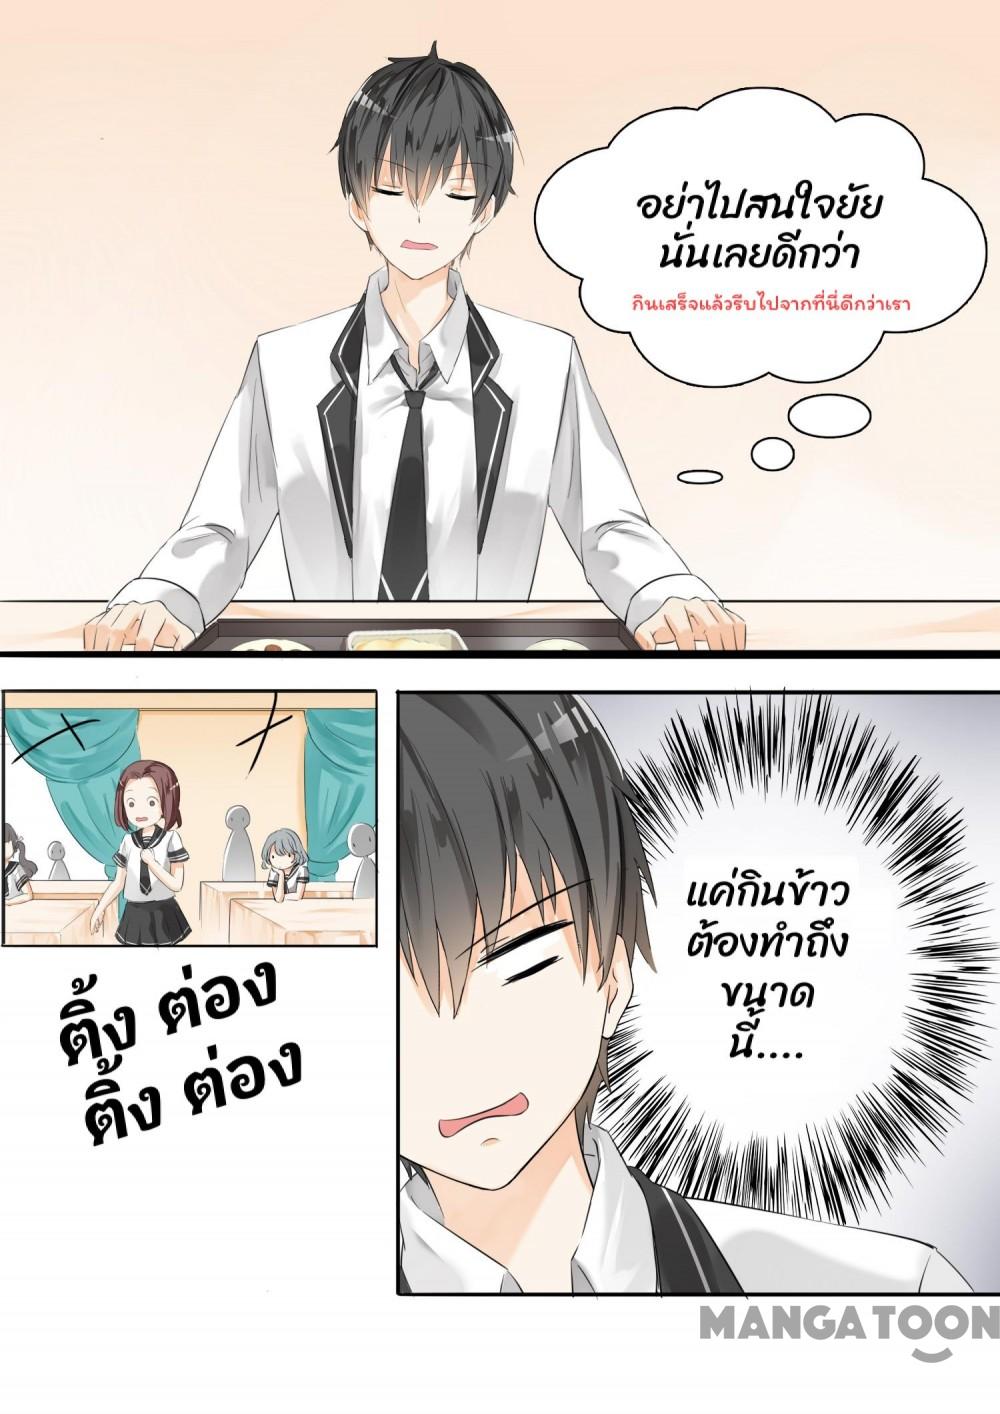 อย่าไปสนใจยัย
นั่นเลยดีกว่า
กินเสร็จแล้วรีบไปจากที่นี่ดีกว่าเรา
แค่กินข้าว
ต้องทำถึง
ขนาด
นี้....
ติ้ง ต่อง
ติ้ง ต่อง
MANGATOON